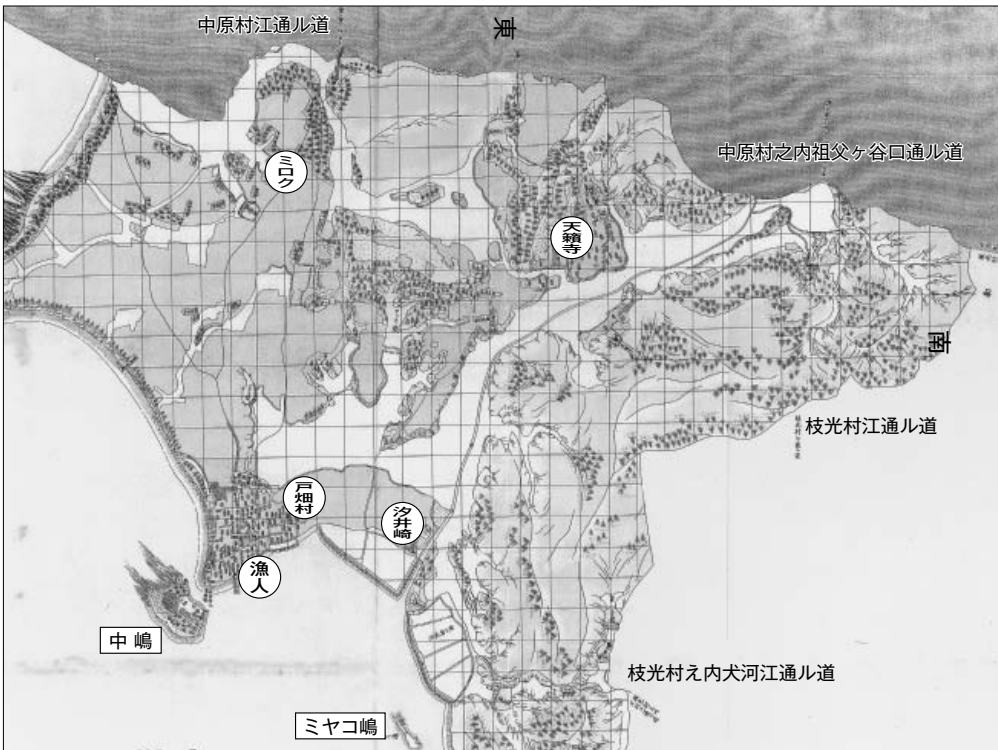 中原村江通ル道
東
ミロク
中原村之内祖父ヶ谷口通ル道
天籟寺
南
枝光村江通ル道
戸畑村
汐井崎
漁人
中嶋
枝光村え内犬河江通ル道
ミヤコ嶋